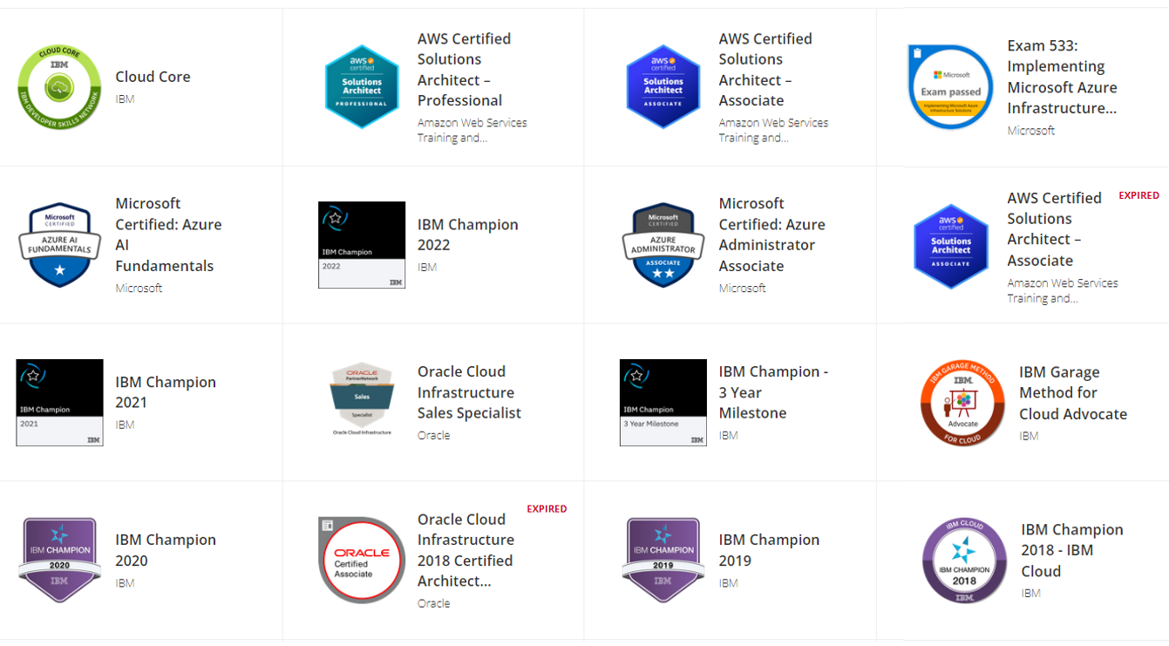 CLOUD CORE
IBM
IBM DEVELOPER SKILLS NETWORK
Cloud Core
IBM
aws
certified
Solutions
Architect
PROFESSIONAL
AWS Certified
Solutions
Architect –
Professional
Amazon Web Services
Training and...
aws
certified
Solutions
Architect
ASSOCIATE
AWS Certified
Solutions
Architect –
Associate
Amazon Web Services
Training and...
Microsoft
Exam passed
Implementing Microsoft Azure
Infrastructure Solutions
Exam 533:
Implementing
Microsoft Azure
Infrastructure...
Microsoft
Microsoft
CERTIFIED
AZURE AI
FUNDAMENTALS
Microsoft
Certified: Azure
AI
Fundamentals
Microsoft
IBM Champion
2022
IBM
IBM Champion
2022
IBM
Microsoft
CERTIFIED
AZURE
ADMINISTRATOR
ASSOCIATE
Microsoft
Certified: Azure
Administrator
Associate
Microsoft
aws
certified
Solutions
Architect
ASSOCIATE
AWS Certified
Solutions
Architect –
Associate
Amazon Web Services
Training and...
EXPIRED
IBM Champion
2021
IBM
IBM Champion
2021
IBM
ORACLE
PartnerNetwork
Sales
Specialist
Oracle Cloud Infrastructure
Oracle Cloud
Infrastructure
Sales Specialist
Oracle
IBM Champion
3 Year Milestone
IBM
IBM Champion -
3 Year
Milestone
IBM
IBM GARAGE METHOD
IBM.
Advocate
FOR CLOUD
IBM Garage
Method for
Cloud Advocate
IBM
IBM CHAMPION
2020
IBM
IBM Champion
2020
IBM
ORACLE
Certified
Associate
EXPIRED
Oracle Cloud
Infrastructure
2018 Certified
Architect...
Oracle
IBM CHAMPION
2019
IBM
IBM Champion
2019
IBM
IBM CLOUD
IBM CHAMPION
2018
IBM
IBM Champion
2018 - IBM
Cloud
IBM